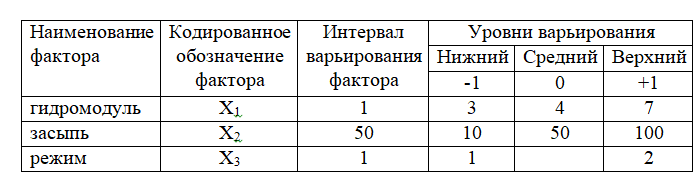 Наименование фактора Кодированное обозначение фактора Интервал варьирования фактора Уровни варьирования
Нижний Средний Верхний
-1 0 +1
гидромодуль X1 1 3 4 7
засыпь X2 50 10 50 100
режим X3 1 1 2